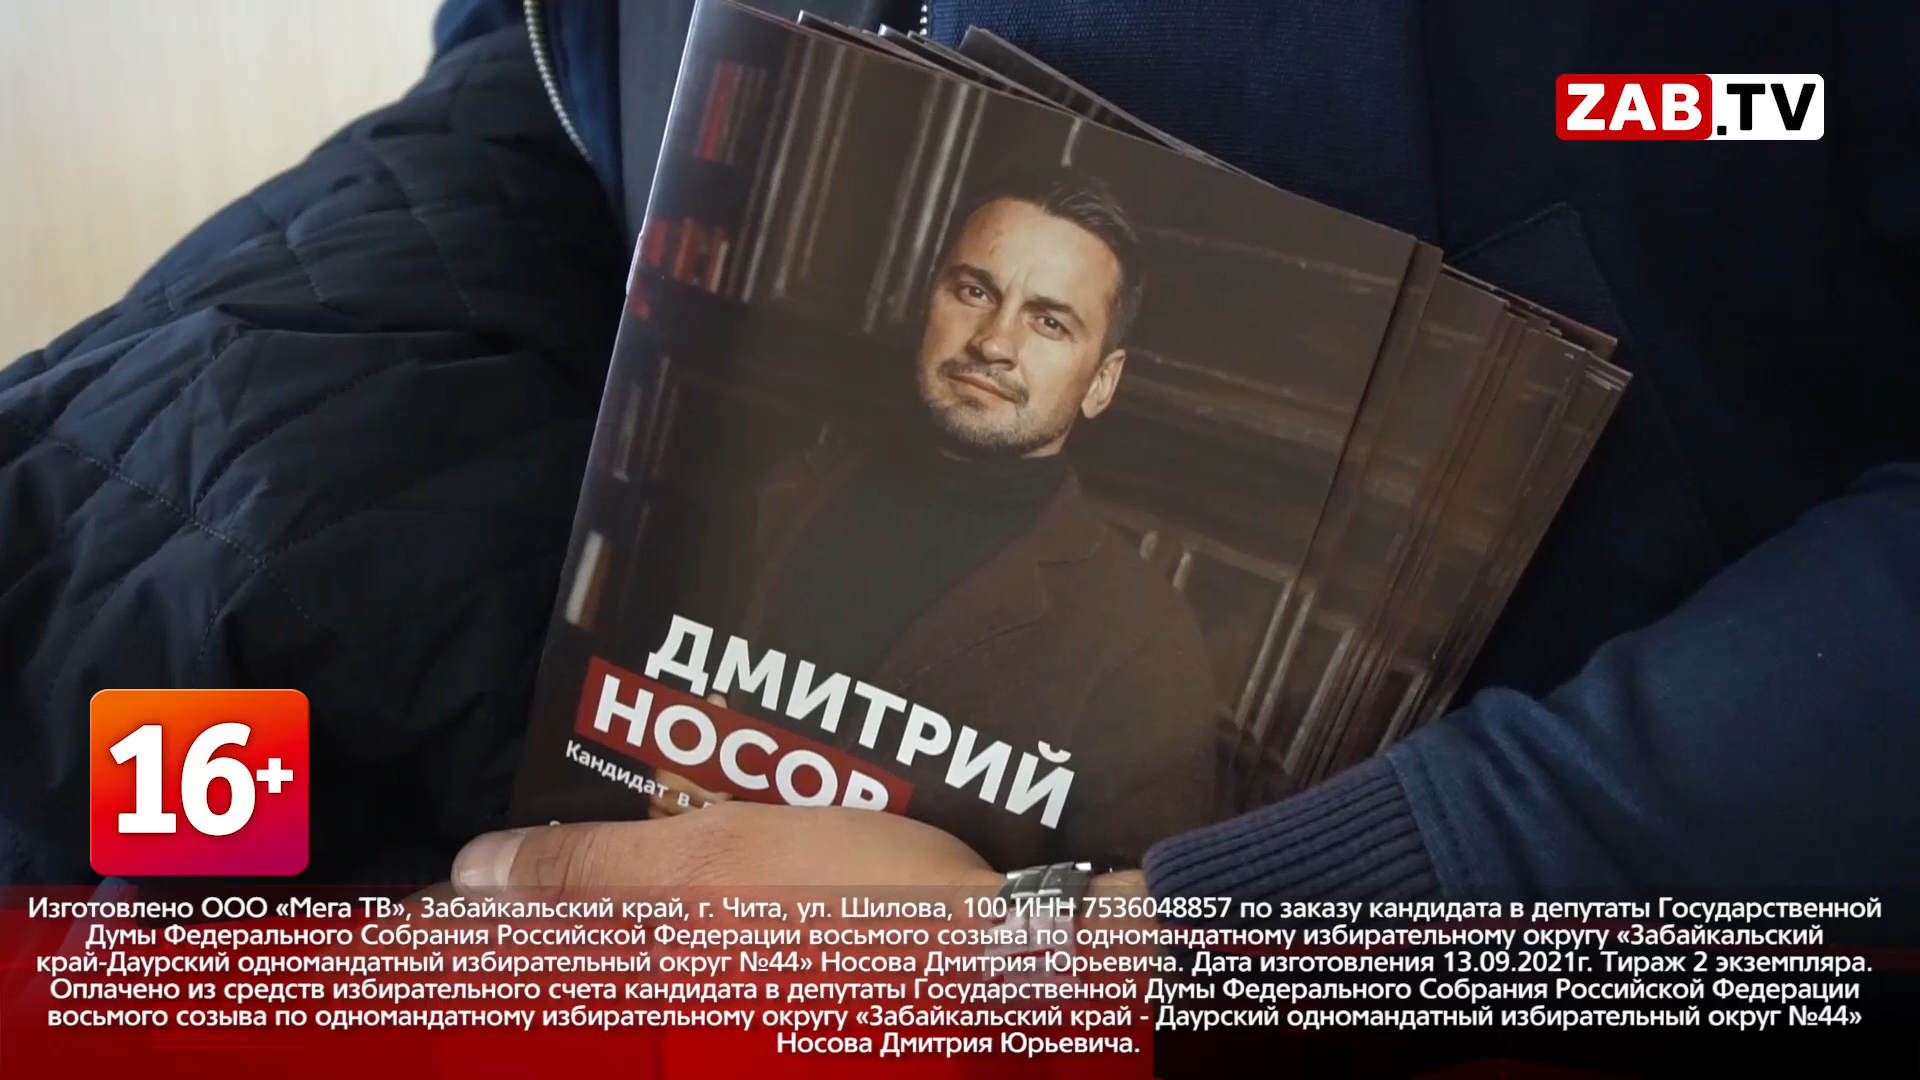 ZAB.TV
ДМИТРИЙ
НОСОВ
Кандидат в
16+
Изготовлено ООО «Мега ТВ», Забайкальский край, г. Чита, ул. Шилова, 100 ИНН 7536048857 по заказу кандидата в депутаты Государственной
Думы Федерального Собрания Российской Федерации восьмого созыва по одномандатному избирательному округу «Забайкальский
край-Даурский одномандатный избирательный округ №44» Носова Дмитрия Юрьевича. Дата изготовления 13.09.2021г. Тираж 2 экземпляра.
Оплачено из средств избирательного счета кандидата в депутаты Государственной Думы Федерального Собрания Российской Федерации
восьмого созыва по одномандатному избирательному округу «Забайкальский край - Даурский одномандатный избирательный округ №44»
Носова Дмитрия Юрьевича.